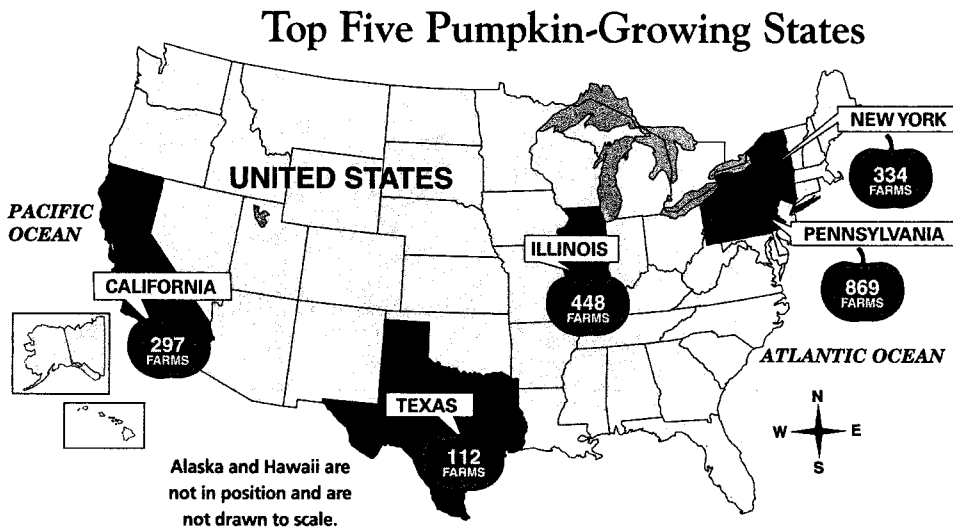 Top Five Pumpkin-Growing States
NEW YORK
334
FARMS
UNITED STATES
PACIFIC
OCEAN
PENNSYLVANIA
869
FARMS
ILLINOIS
448
FARMS
CALIFORNIA
297
FARMS
ATLANTIC OCEAN
TEXAS
112
FARMS
N
W E
S
Alaska and Hawaii are
not in position and are
not drawn to scale.